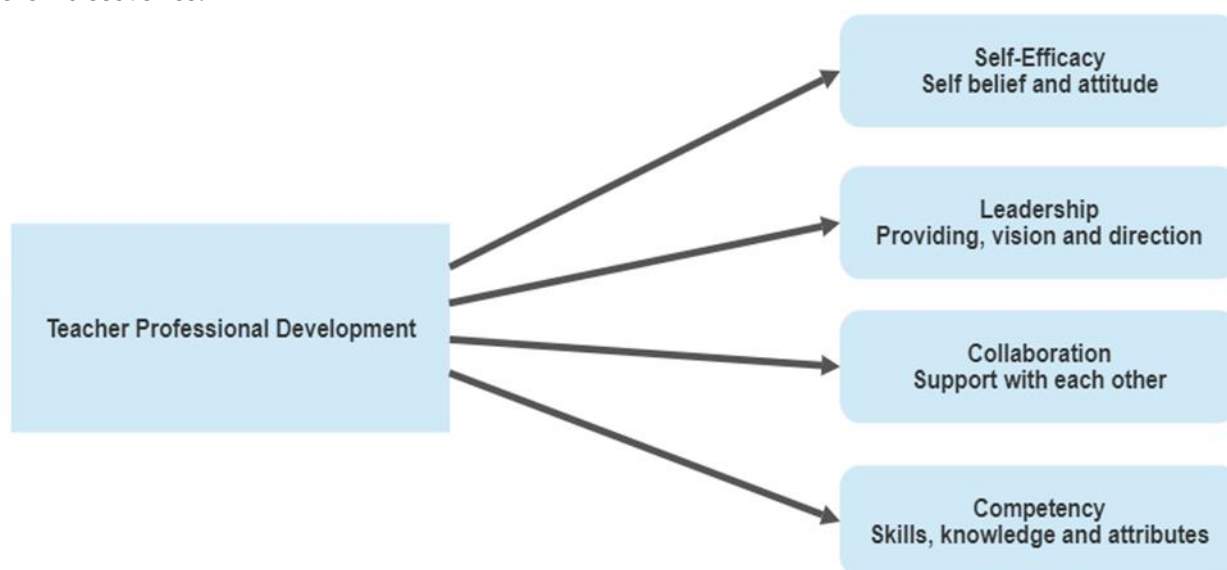 Self-Efficacy
Self belief and attitude
Leadership
Providing, vision and direction
Teacher Professional Development
Collaboration
Support with each other
Competency
Skills, knowledge and attributes